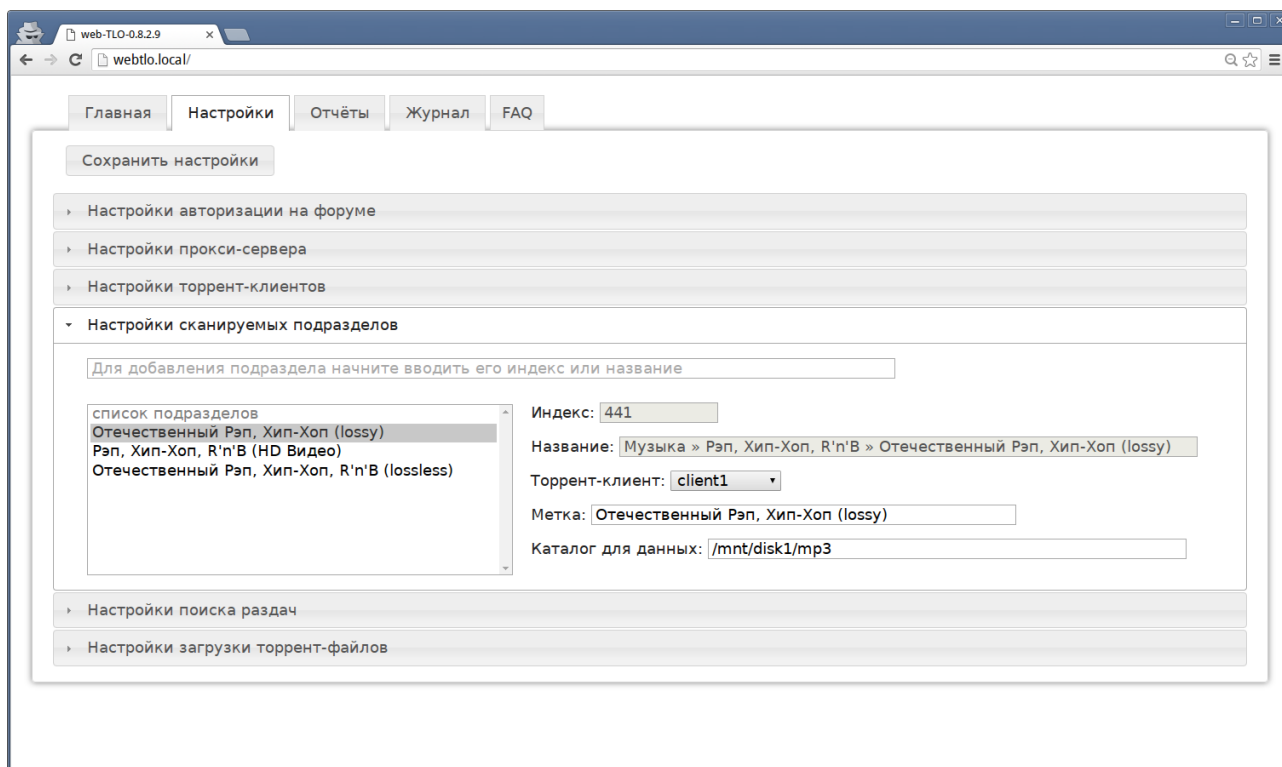 web-TLO-0.8.2.9
webtlo.local/
Главная Настройки Отчёты Журнал FAQ
Сохранить настройки
Настройки авторизации на форуме
Настройки прокси-сервера
Настройки торрент-клиентов
Настройки сканируемых подразделов
Для добавления подраздела начните вводить его индекс или название
список подразделов
Отечественный Рэп, Хип-Хоп (lossy)
Рэп, Хип-Хоп, R'n'B (HD Видео)
Отечественный Рэп, Хип-Хоп, R'n'B (lossless)
Индекс: 441
Название: Музыка » Рэп, Хип-Хоп, R'n'B » Отечественный Рэп, Хип-Хоп (lossy)
Торрент-клиент: client1
Метка: Отечественный Рэп, Хип-Хоп (lossy)
Каталог для данных: /mnt/disk1/mp3
Настройки поиска раздач
Настройки загрузки торрент-файлов